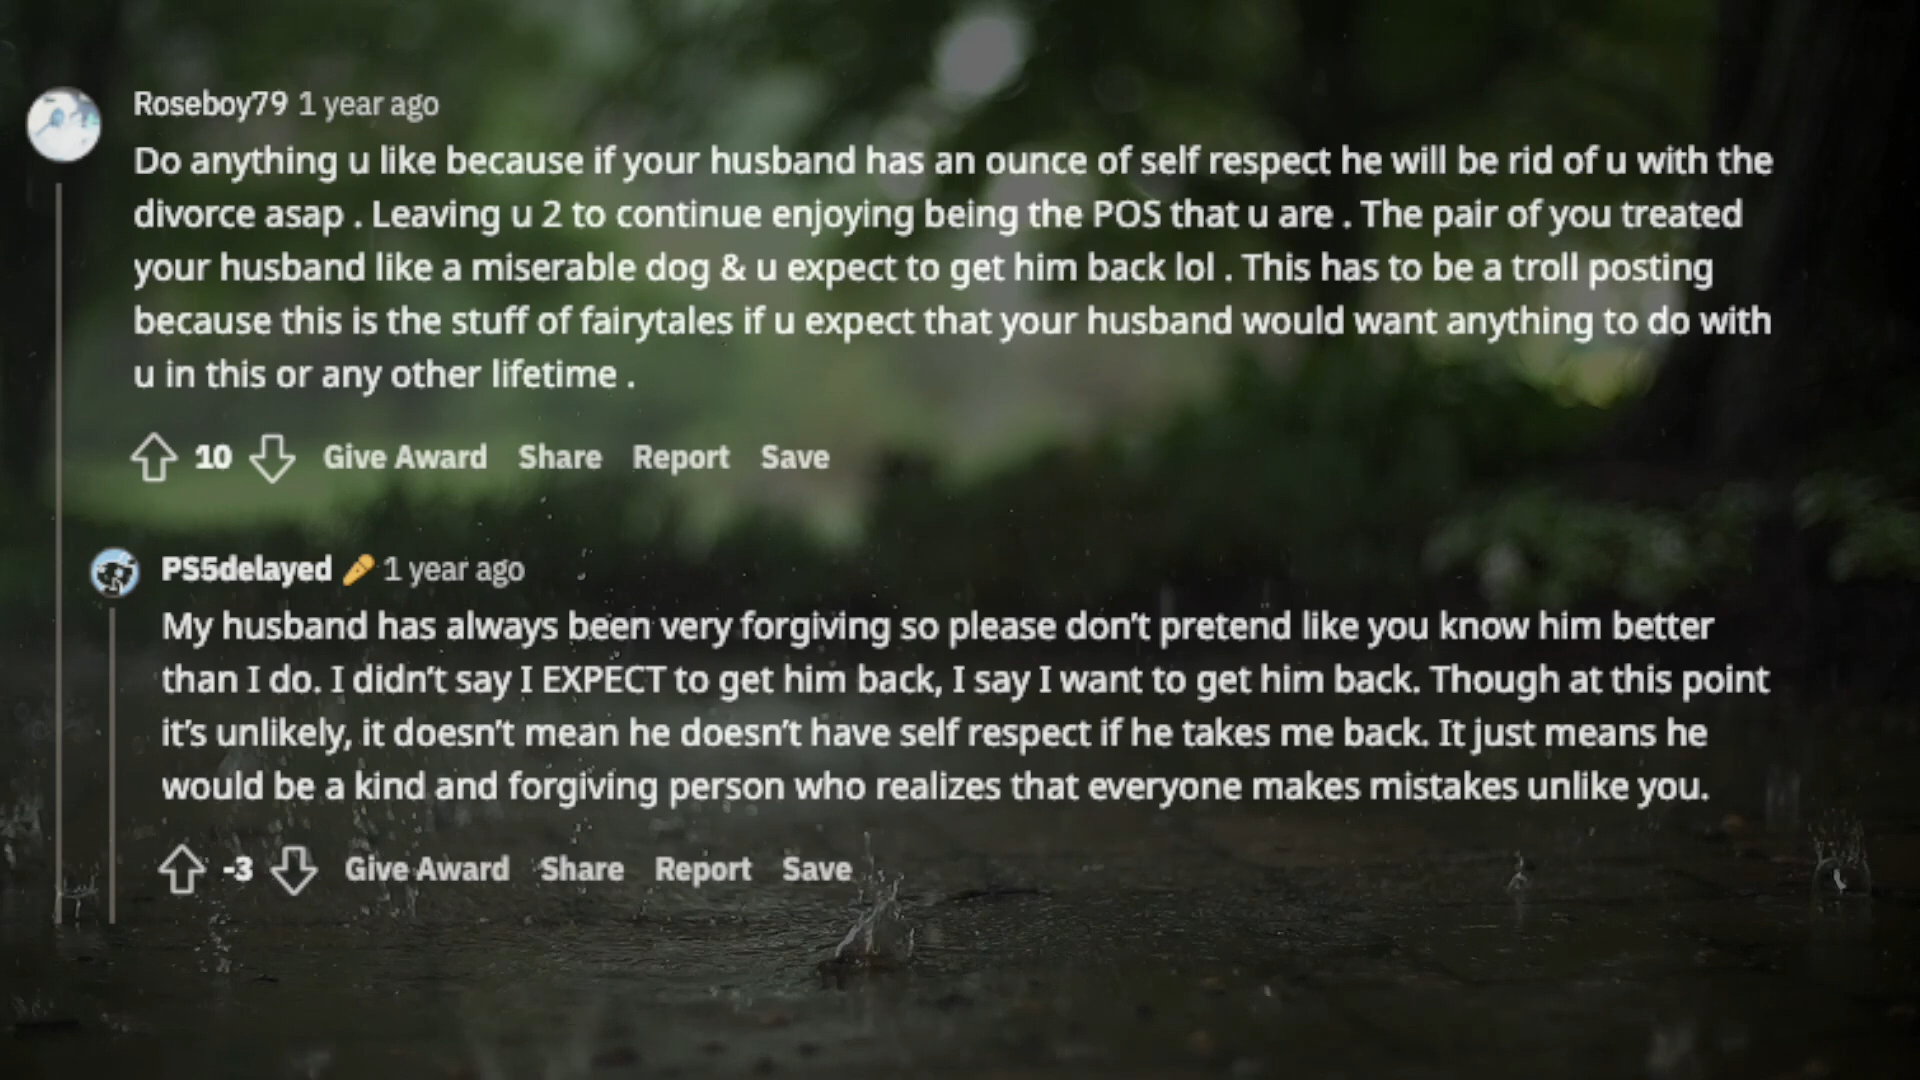 Roseboy79 1 year ago
Do anything u like because if your husband has an ounce of self respect he will be rid of u with the
divorce asap . Leaving u 2 to continue enjoying being the POS that u are . The pair of you treated
your husband like a miserable dog & u expect to get him back lol . This has to be a troll posting
because this is the stuff of fairytales if u expect that your husband would want anything to do with
u in this or any other lifetime .
10 Give Award Share Report Save
PS5delayed 1 year ago
My husband has always been very forgiving so please don't pretend like you know him better
than I do. I didn't say I EXPECT to get him back, I say I want to get him back. Though at this point
it's unlikely, it doesn't mean he doesn't have self respect if he takes me back. It just means he
would be a kind and forgiving person who realizes that everyone makes mistakes unlike you.
-3 Give Award Share Report Save